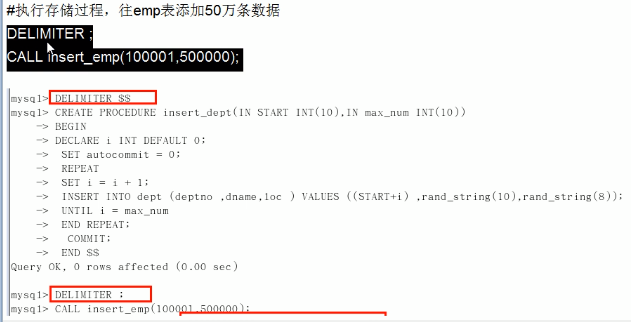 #执行存储过程，往emp表添加50万条数据
DELIMITER ;
CALL insert_emp(100001,500000);
mysql> DELIMITER $$
mysql> CREATE PROCEDURE insert_dept(IN START INT(10),IN max_num INT(10))
-> BEGIN
-> DECLARE i INT DEFAULT 0;
-> SET autocommit = 0;
-> REPEAT
-> SET i = i + 1;
-> INSERT INTO dept (deptno ,dname,loc ) VALUES ((START+i) ,rand_string(10),rand_string(8));
-> UNTIL i = max_num
-> END REPEAT;
-> COMMIT;
-> END $$
Query OK, 0 rows affected (0.00 sec)
mysql> DELIMITER ;
mysql> CALL insert_emp(100001,500000);